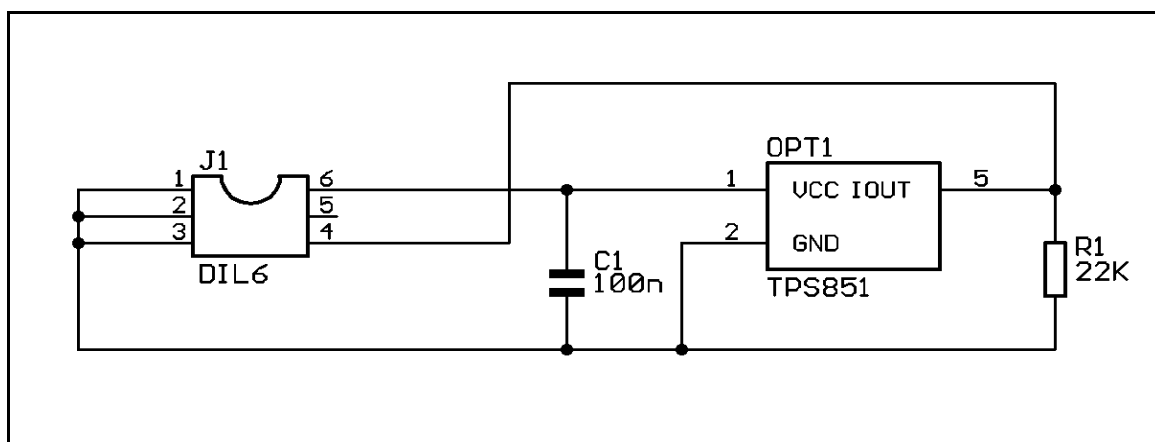 J1
1
2
3
6
5
4
DIL6
C1
100n
OPT1
1
2
VCC IOUT
GND
5
TPS851
R1
22K